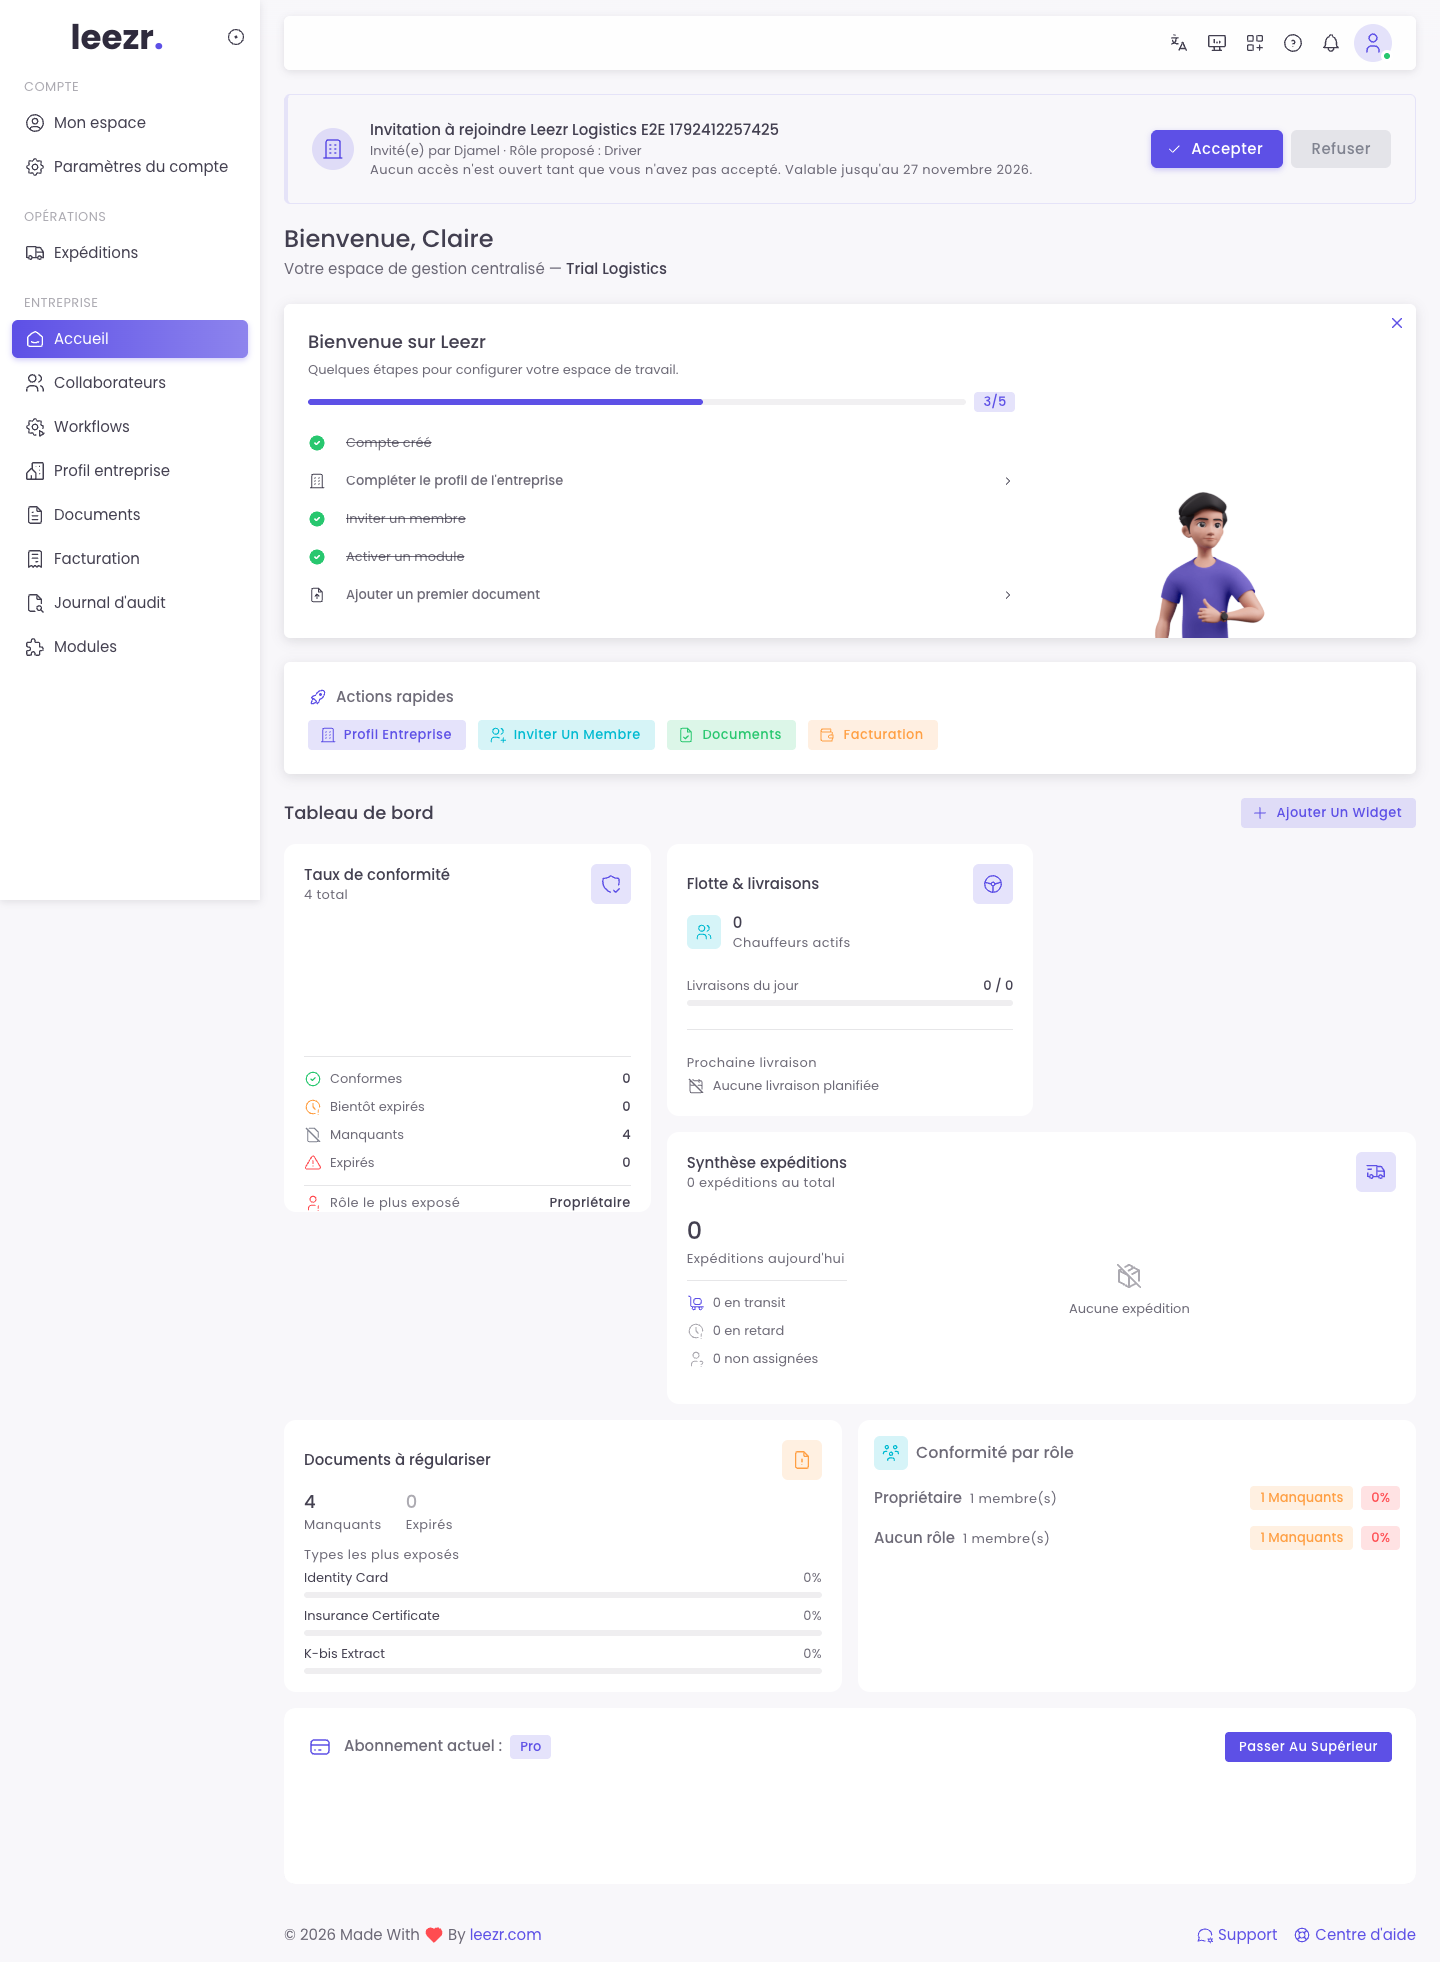 leezr.
COMPTE
Mon espace
Paramètres du compte
OPÉRATIONS
Expéditions
ENTREPRISE
Accueil
Collaborateurs
Workflows
Profil entreprise
Documents
Facturation
Journal d'audit
Modules
Invitation à rejoindre Leezr Logistics E2E 1792412257425
Invité(e) par Djamel · Rôle proposé : Driver
Aucun accès n'est ouvert tant que vous n'avez pas accepté. Valable jusqu'au 27 novembre 2026.
Accepter
Refuser
Bienvenue, Claire
Votre espace de gestion centralisé — Trial Logistics
Bienvenue sur Leezr
Quelques étapes pour configurer votre espace de travail.
3/5
Compte créé
Compléter le profil de l'entreprise
Inviter un membre
Activer un module
Ajouter un premier document
Actions rapides
Profil Entreprise
Inviter Un Membre
Documents
Facturation
Tableau de bord
Ajouter Un Widget
Taux de conformité
4 total
Conformes 0
Bientôt expirés 0
Manquants 4
Expirés 0
Rôle le plus exposé Propriétaire
Flotte & livraisons
0
Chauffeurs actifs
Livraisons du jour 0 / 0
Prochaine livraison
Aucune livraison planifiée
Synthèse expéditions
0 expéditions au total
0
Expéditions aujourd'hui
0 en transit
0 en retard
0 non assignées
Aucune expédition
Documents à régulariser
4 0
Manquants Expirés
Types les plus exposés
Identity Card 0%
Insurance Certificate 0%
K-bis Extract 0%
Conformité par rôle
Propriétaire 1 membre(s) 1 Manquants 0%
Aucun rôle 1 membre(s) 1 Manquants 0%
Abonnement actuel : Pro
Passer Au Supérieur
© 2026 Made With By leezr.com
Support
Centre d'aide